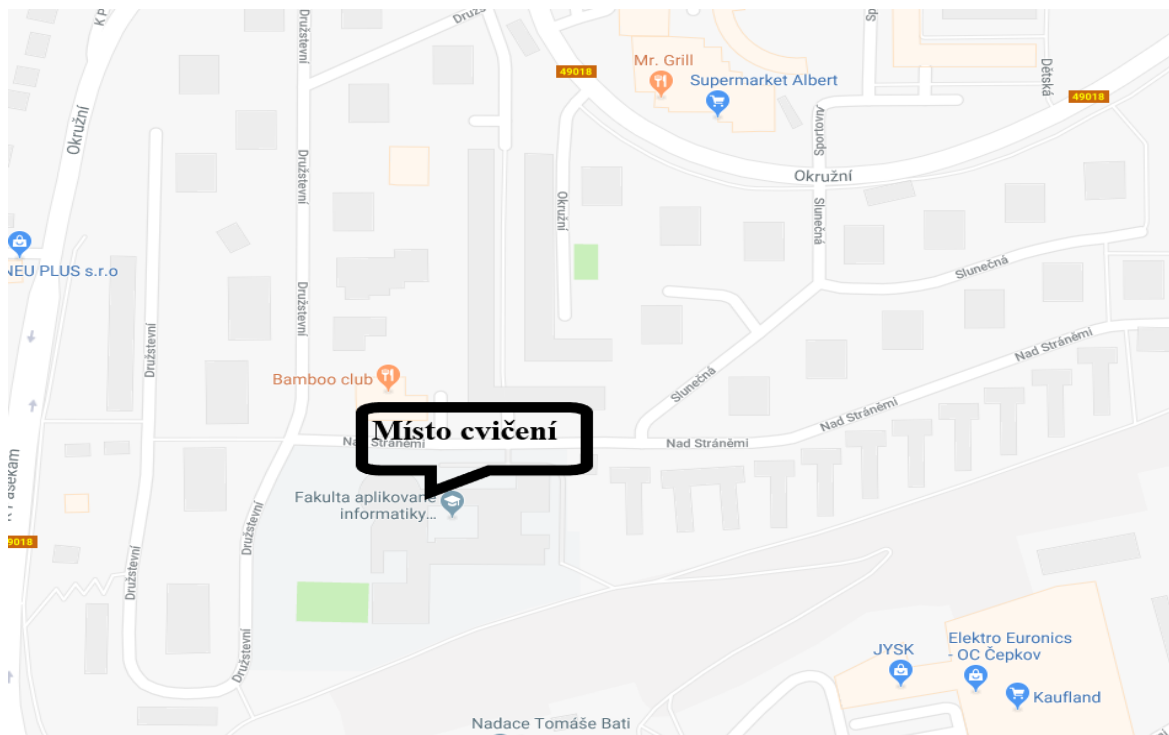 Družstevní
Okružní
Družstevní
Mr. Grill
Supermarket Albert
49018
Dětská
49018
Sportovní
Okružní
Družstevní
Okružní
Slunečná
Slunečná
NEU PLUS s.r.o
Družstevní
Družstevní
Nad Stráněmi
Bamboo club
Slunečná
Nad Stráněmi
Místo cvičení
Nad Stráněmi
Nad Stráněmi
Fakulta aplikované
informatiky...
Družstevní
Družstevní
Družstevní
JYSK
Elektro Euronics
- OC Čepkov
Kaufland
Nadace Tomáše Bati